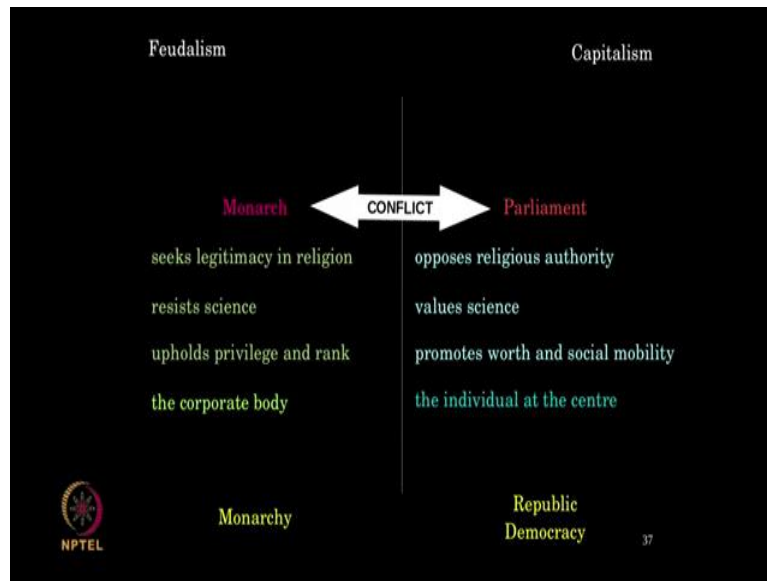 Feudalism
Capitalism
Monarch
CONFLICT
Parliament
seeks legitimacy in religion
opposes religious authority
resists science
values science
upholds privilege and rank
promotes worth and social mobility
the corporate body
the individual at the centre
Monarchy
Republic
Democracy
NPTEL
37